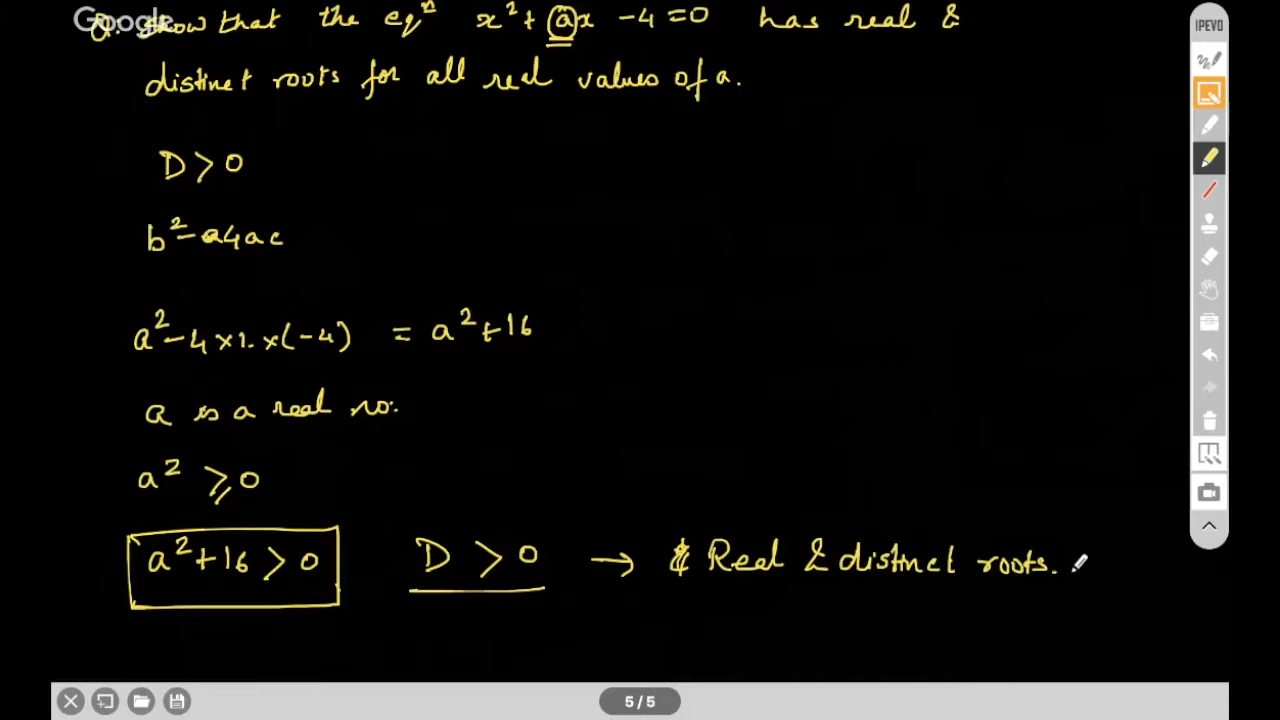 Google
Q. Show that the eqⁿ x² + ax - 4 = 0 has real &
distinct roots for all real values of a.
D > 0
b² - 4ac
a² - 4 × 1 × (-4) = a² + 16
a is a real no.
a² ≥ 0
a² + 16 > 0 D > 0 → Real & distinct roots.
IPEVO
5 / 5